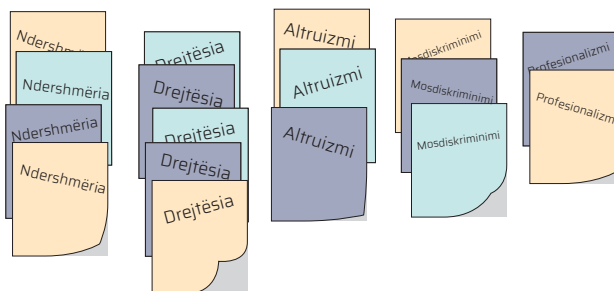 Ndershmëria
Ndershmëria
Ndershmëria
Ndershmëria
Drejtësia
Drejtësia
Drejtësia
Drejtësia
Drejtësia
Altruizmi
Altruizmi
Altruizmi
Mosdiskriminimi
Mosdiskriminimi
Mosdiskriminimi
Profesionalizmi
Profesionalizmi